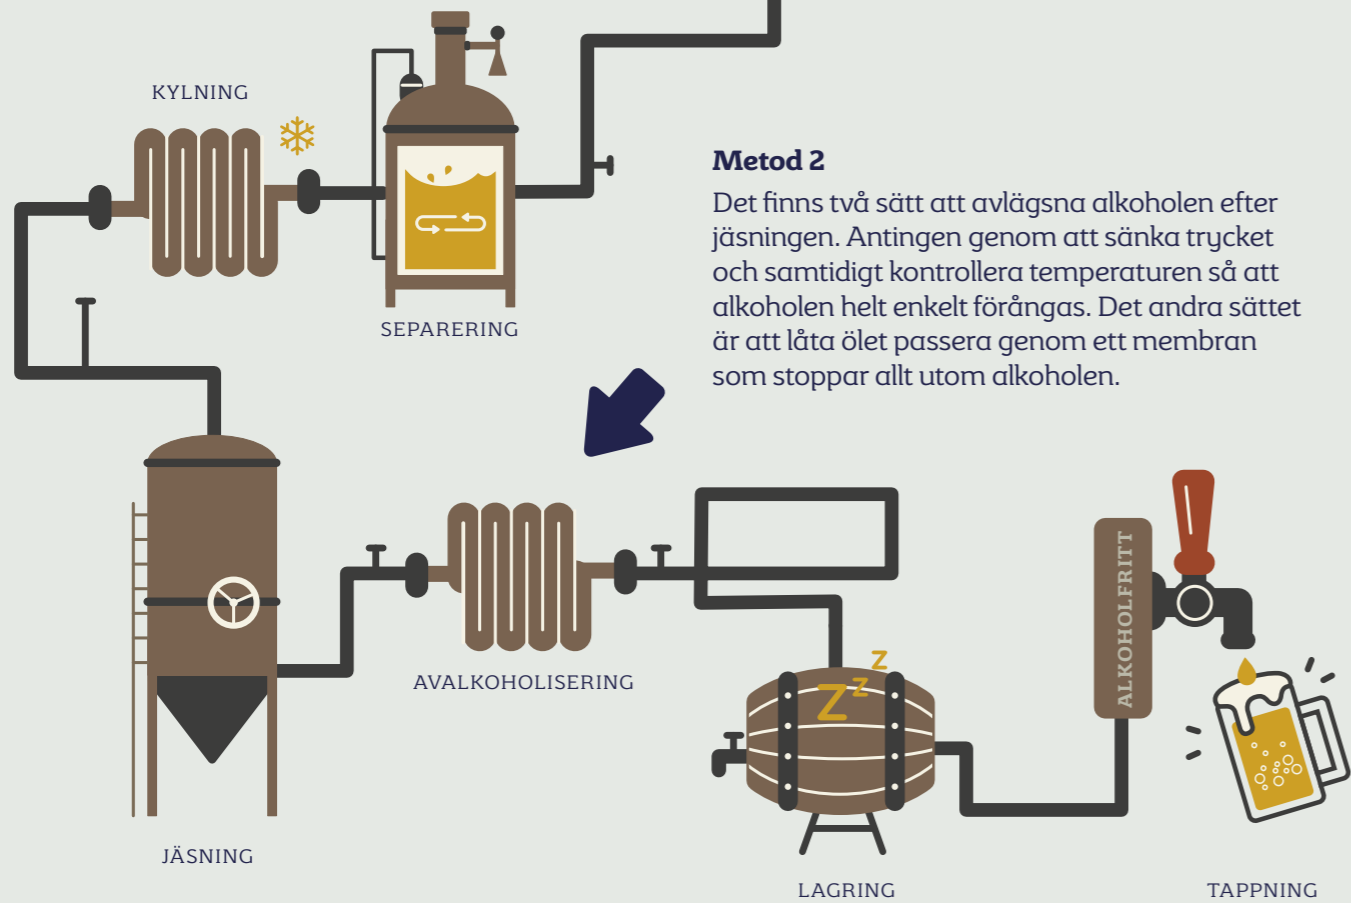 KYLNING
SEPARERING
Metod 2
Det finns två sätt att avlägsna alkoholen efter
jäsningen. Antingen genom att sänka trycket
och samtidigt kontrollera temperaturen så att
alkoholen helt enkelt förångas. Det andra sättet
är att låta ölet passera genom ett membran
som stoppar allt utom alkoholen.
AVALKOHOLISERING
JÄSNING
Z z z
LAGRING
ALKOHOLFRITT
TAPPNING